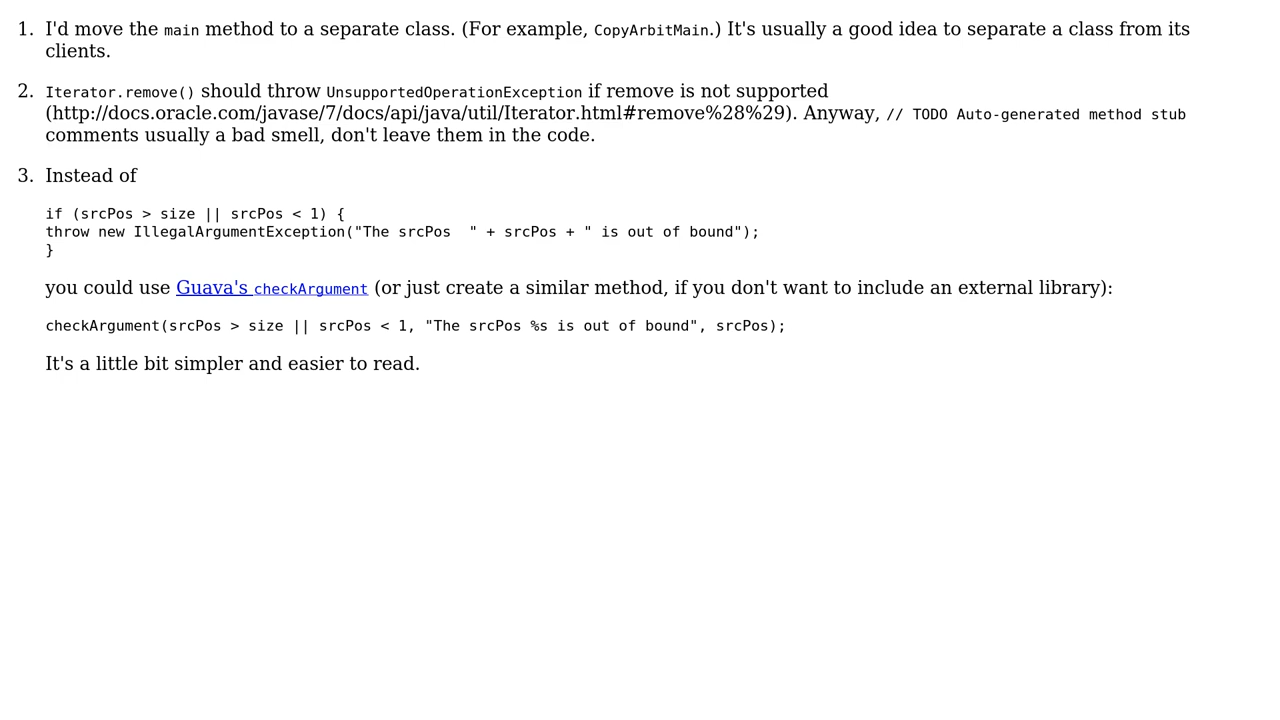 1. I'd move the main method to a separate class. (For example, CopyArbitMain.) It's usually a good idea to separate a class from its
clients.
2. Iterator.remove() should throw UnsupportedOperationException if remove is not supported
(http://docs.oracle.com/javase/7/docs/api/java/util/Iterator.html#remove%28%29). Anyway, // TODO Auto-generated method stub
comments usually a bad smell, don't leave them in the code.
3. Instead of
if (srcPos > size || srcPos < 1) {
throw new IllegalArgumentException("The srcPos  " + srcPos + " is out of bound");
}
you could use Guava's checkArgument (or just create a similar method, if you don't want to include an external library):
checkArgument(srcPos > size || srcPos < 1, "The srcPos %s is out of bound", srcPos);
It's a little bit simpler and easier to read.